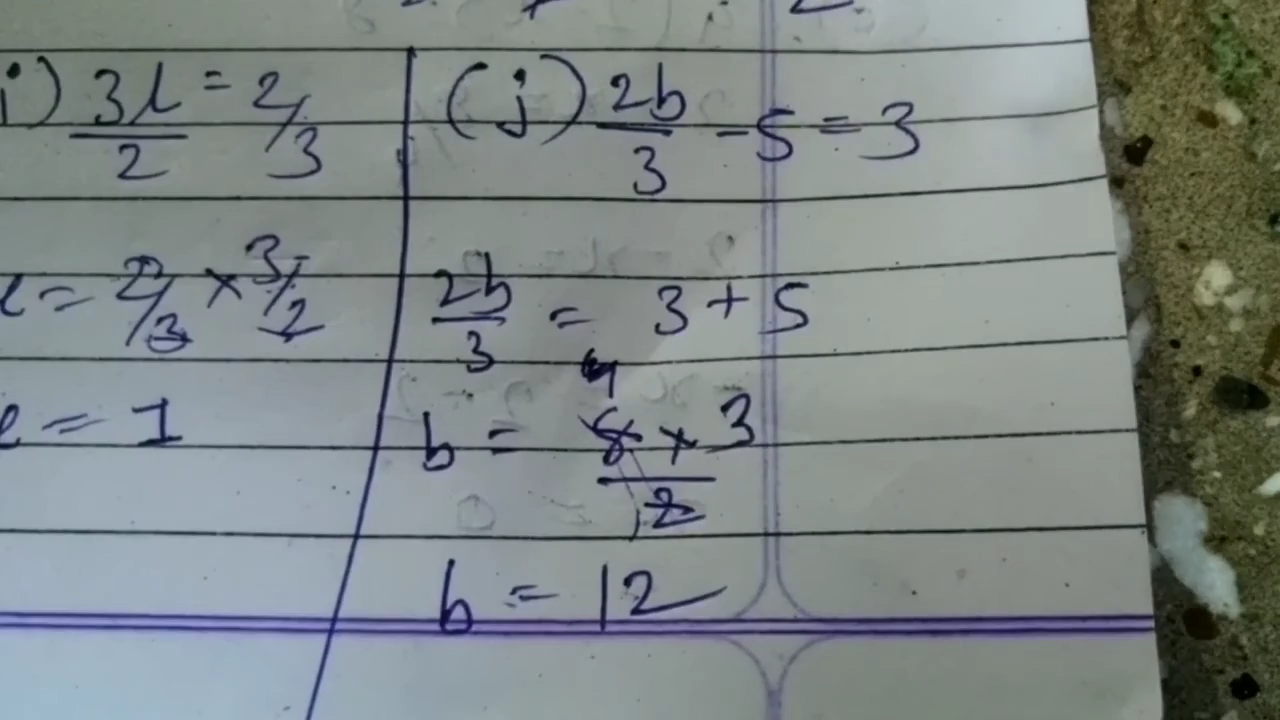 i) 3l/2 = 2/3
l = 2/3 × 3/2
l = 1
(j) 2b/3 - 5 = 3
2b/3 = 3 + 5
4
b = 8 × 3/2
b = 12